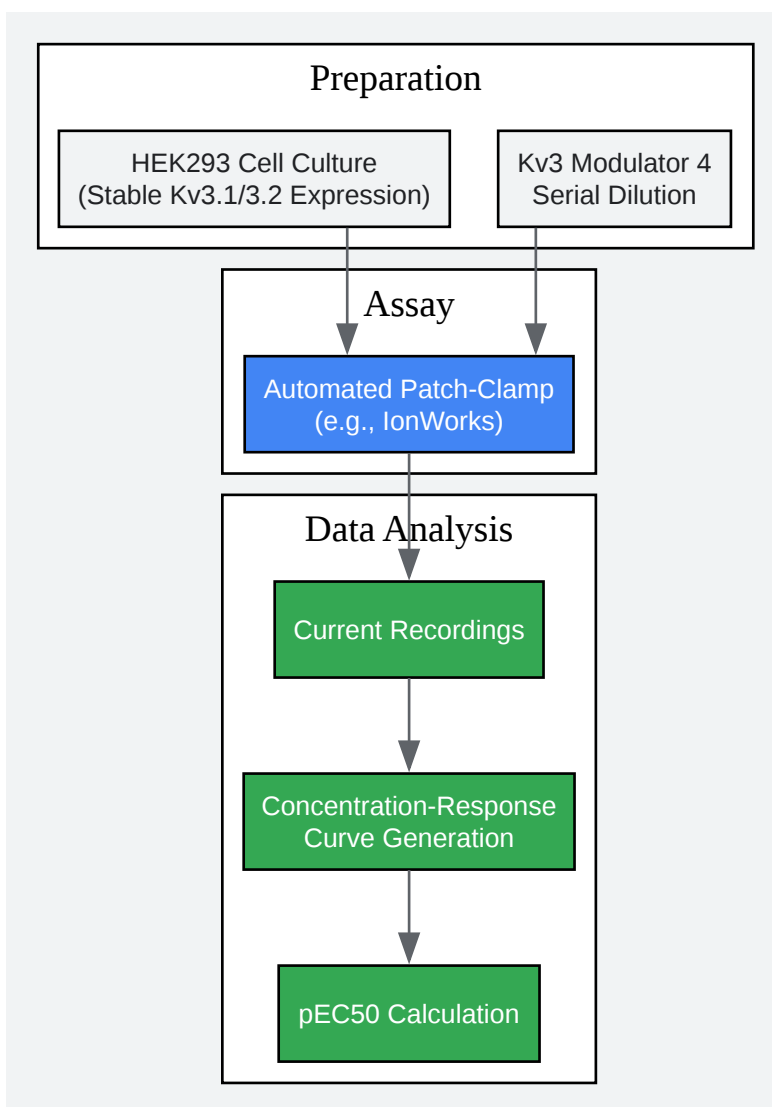 Preparation
HEK293 Cell Culture
(Stable Kv3.1/3.2 Expression)
Kv3 Modulator 4
Serial Dilution
Assay
Automated Patch-Clamp
(e.g., IonWorks)
Data Analysis
Current Recordings
Concentration-Response
Curve Generation
pEC50 Calculation